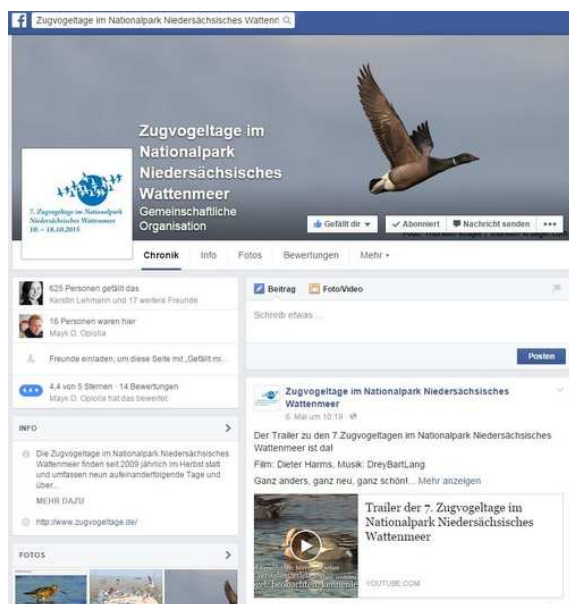 Zugvogeltage im Nationalpark Niedersächsisches Wattenm
Zugvogeltage im
Nationalpark
Niedersächsisches
Wattenmeer
Gemeinschaftliche
Organisation
7. Zugvogeltage im Nationalpark
Niedersächsisches Wattenmeer
10. - 18.10.2015
Gefällt dir
Abonniert
Nachricht senden
Chronik Info Fotos Bewertungen Mehr
625 Personen gefällt das
Kerstin Lehmann und 17 weitere Freunde
16 Personen waren hier
Mayk D. Opiolla
Freunde einladen, um diese Seite mit „Gefällt mi...
4,4 von 5 Sternen · 14 Bewertungen
Mayk D. Opiolla hat das bewertet
INFO
Die Zugvogeltage im Nationalpark Niedersächsisches
Wattenmeer finden seit 2009 jährlich im Herbst statt
und umfassen neun aufeinanderfolgende Tage und
über...
MEHR DAZU
http://www.zugvogeltage.de/
FOTOS
Beitrag Foto/Video
Schreib etwas ...
Posten
Zugvogeltage im Nationalpark Niedersächsisches
Wattenmeer
6. Mai um 10:19 ·
Der Trailer zu den 7.Zugvogeltagen im Nationalpark Niedersächsisches
Wattenmeer ist da!
Film: Dieter Harms, Musik: DreyBartLang
Ganz anders, ganz neu, ganz schön!... Mehr anzeigen
Trailer der 7. Zugvogeltage im
Nationalpark Niedersächsisches
Wattenmeer
YOUTUBE.COM